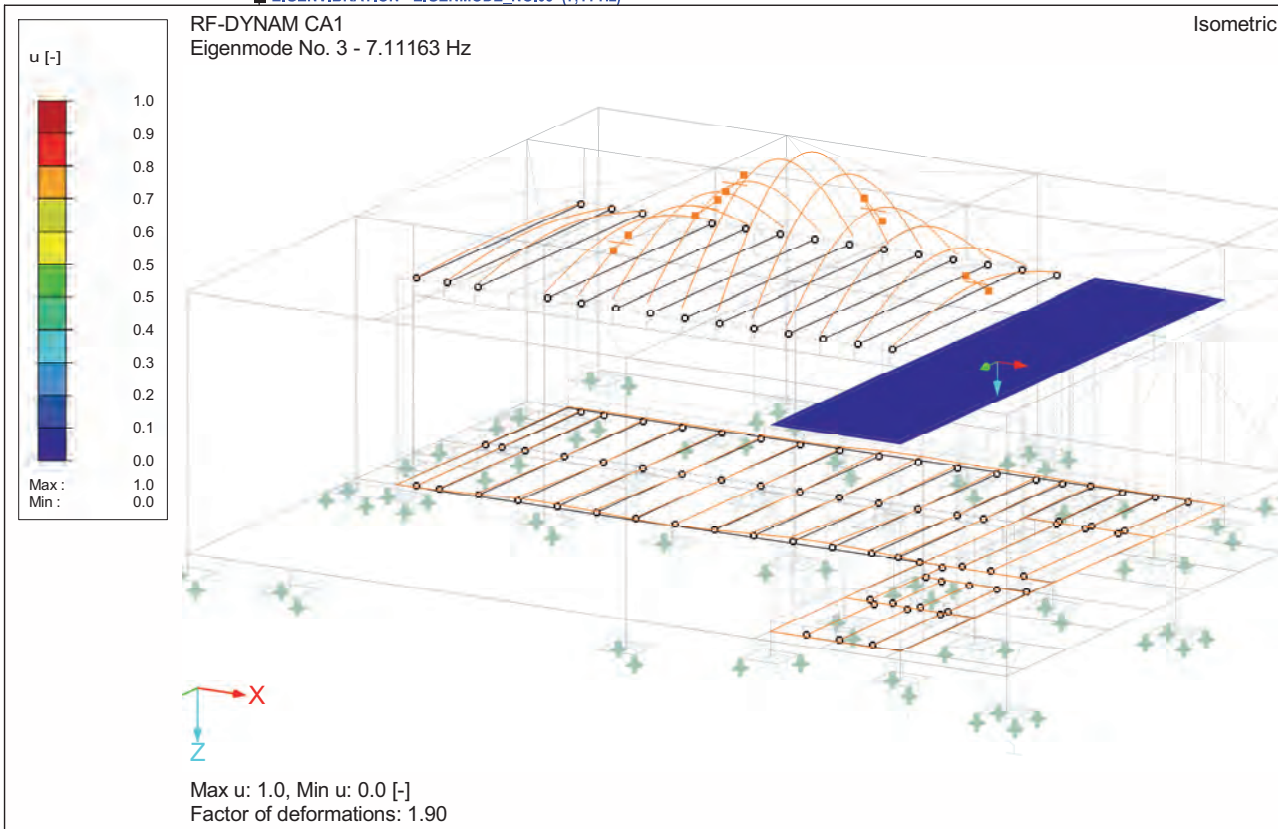 RF-DYNAM CA1
Isometric
Eigenmode No. 3 - 7.11163 Hz
u [-]
1.0
0.9
0.8
0.7
0.6
0.5
0.4
0.3
0.2
0.1
0.0
Max : 1.0
Min : 0.0
X
Z
Max u: 1.0, Min u: 0.0 [-]
Factor of deformations: 1.90